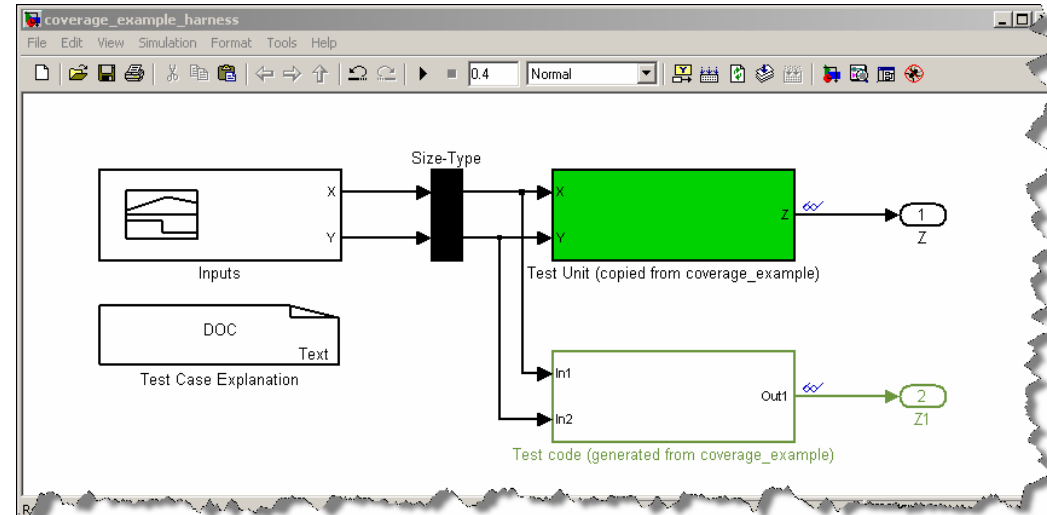 coverage_example_harness
File Edit View Simulation Format Tools Help
0.4 Normal
Size-Type
X
Y
Inputs
X
Y
Z
Test Unit (copied from coverage_example)
1
Z
DOC
Text
Test Case Explanation
In1
In2
Out1
Test code (generated from coverage_example)
2
Z1